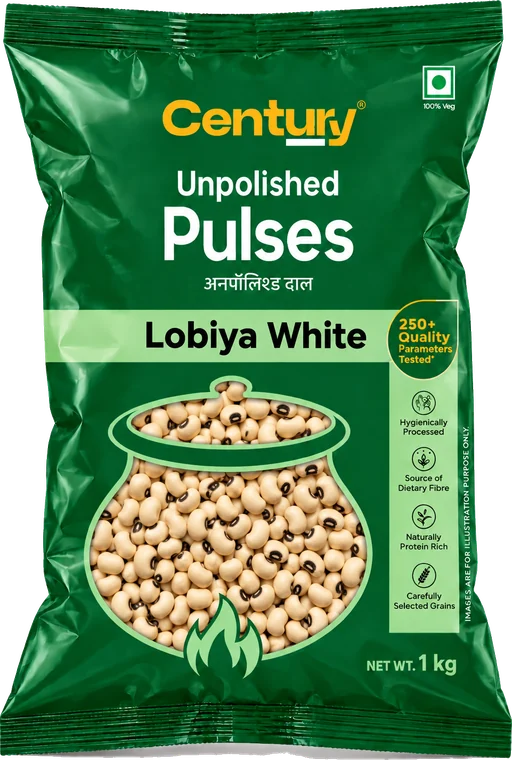 Century®
100% Veg
Unpolished
Pulses
अनपॉलिश्ड दाल
Lobiya White
250+
Quality
Parameters
Tested*
Hygienically
Processed
Source of
Dietary Fibre
Naturally
Protein Rich
Carefully
Selected Grains
IMAGES ARE FOR ILLUSTRATION PURPOSE ONLY.
NET WT. 1 kg